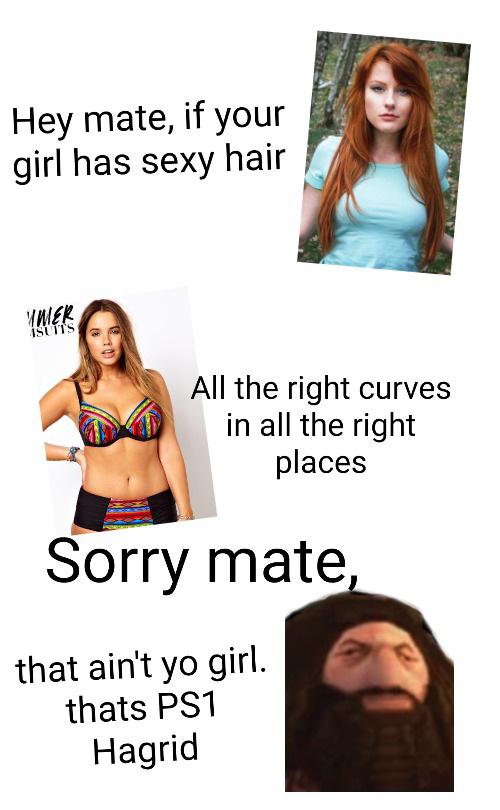 Hey mate, if your
girl has sexy hair
All the right curves
in all the right
places
Sorry mate,
that ain't yo girl.
thats PS1
Hagrid